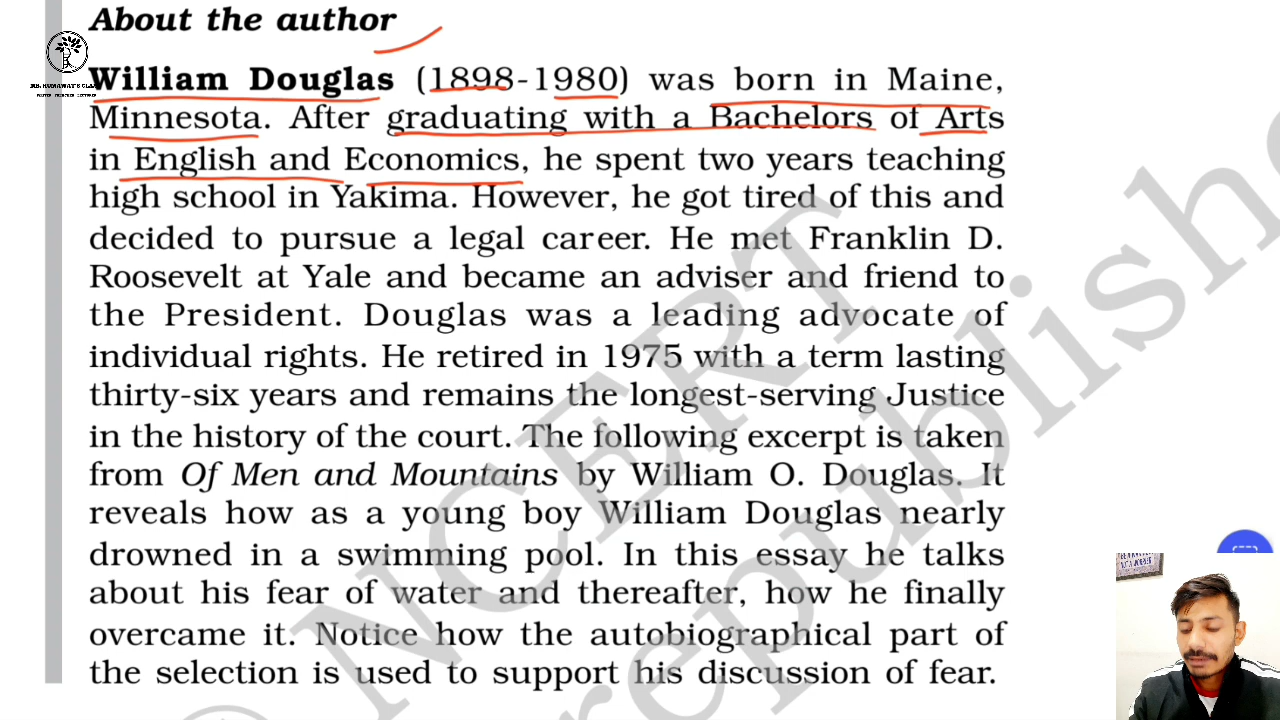 About the author
William Douglas (1898-1980) was born in Maine,
Minnesota. After graduating with a Bachelors of Arts
in English and Economics, he spent two years teaching
high school in Yakima. However, he got tired of this and
decided to pursue a legal career. He met Franklin D.
Roosevelt at Yale and became an adviser and friend to
the President. Douglas was a leading advocate of
individual rights. He retired in 1975 with a term lasting
thirty-six years and remains the longest-serving Justice
in the history of the court. The following excerpt is taken
from Of Men and Mountains by William O. Douglas. It
reveals how as a young boy William Douglas nearly
drowned in a swimming pool. In this essay he talks
about his fear of water and thereafter, how he finally
overcame it. Notice how the autobiographical part of
the selection is used to support his discussion of fear.
© NCERT
republishe